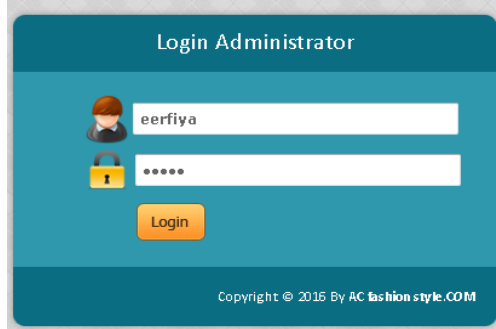 Login Administrator
eerfiya
•••••
Login
Copyright © 2016 By AC fashion style.COM